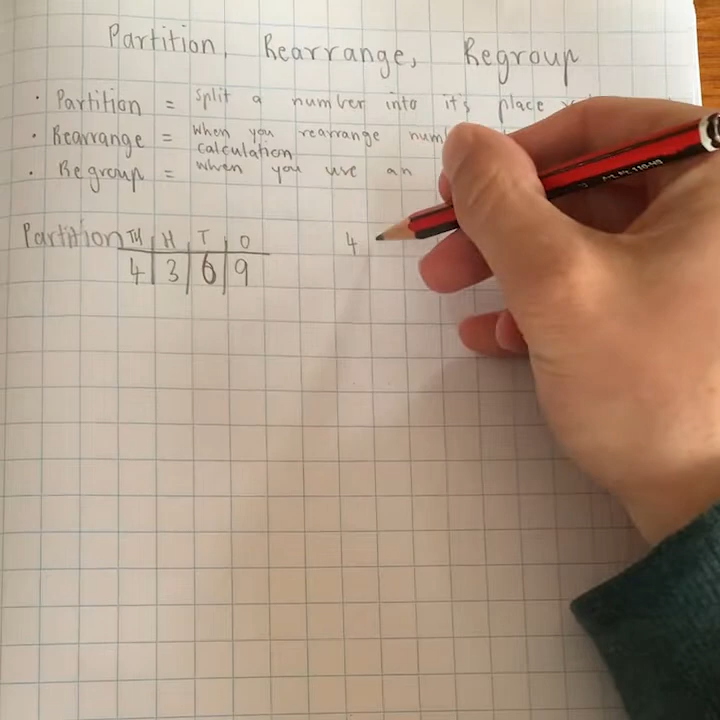 Partition, Rearrange, Regroup
· Partition = split a number into it's place
· Rearrange = when you rearrange
calculation
· Regroup = when you use an
Partition TH H T O 4
4 3 6 9